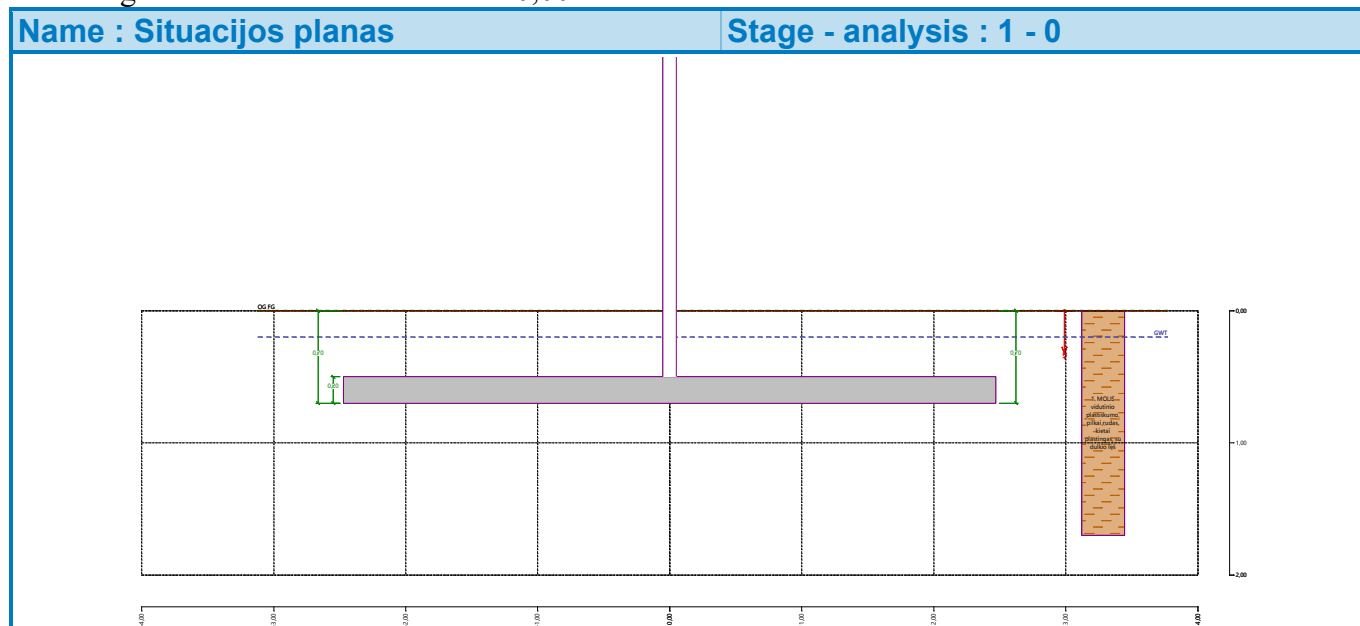 Name : Situacijos planas
Stage - analysis : 1 - 0
OG FG
0,00
GWT
0,70
0,70
0,20
1. MOLIS
vidutinio
plastiškumo,
pilkai rudas,
-kietai
plastingas, su
dulkio lęš
1,00
2,00
-4,00
-3,00
-2,00
-1,00
0,00
1,00
2,00
3,00
4,00